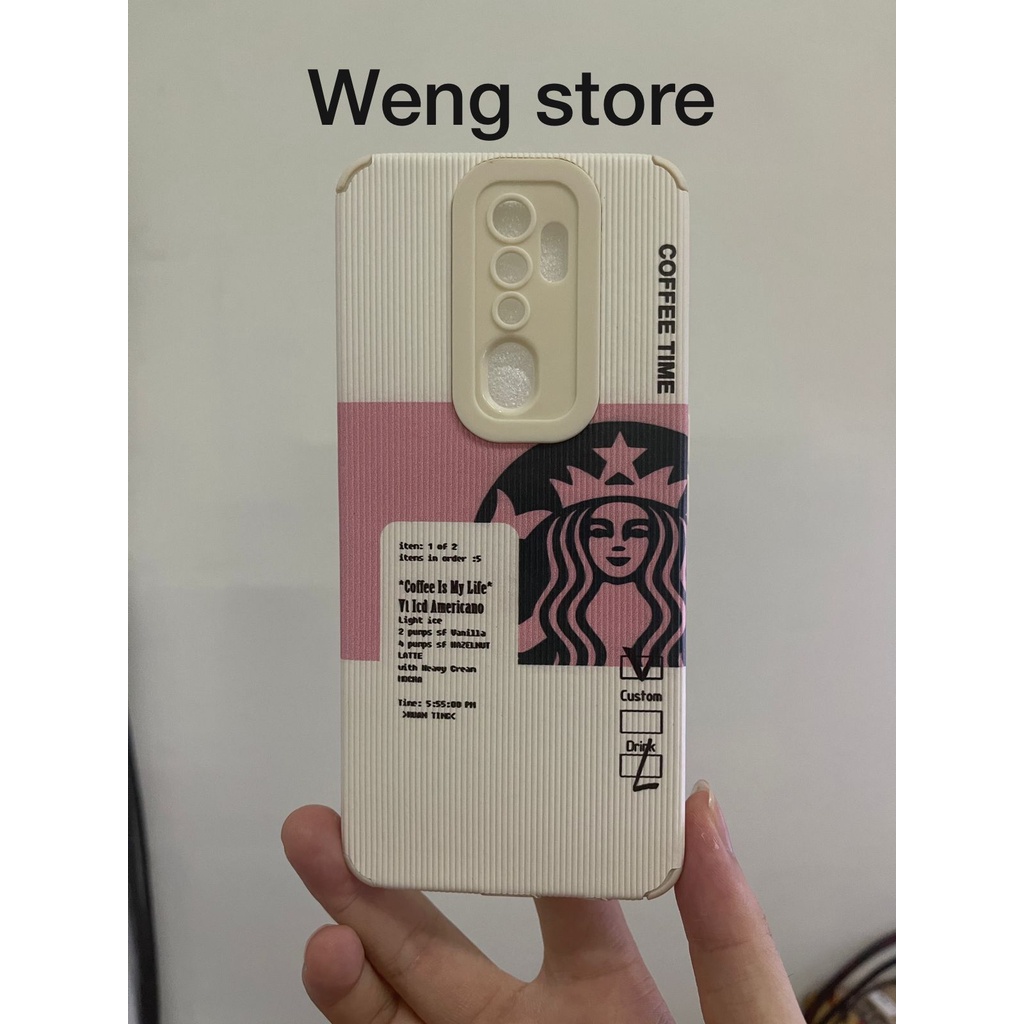 Weng store
COFFEE TIME
iten: 1 of 2
items in order :5
*Coffee Is My Life*
Vt Icd Americano
Light ice
2 pumps sf Vanilla
4 pumps sf HAZELNUT
LATTE
with Heavy Cream
MOCHA
Time: 5:55:00 PM
Custom
Drink
L